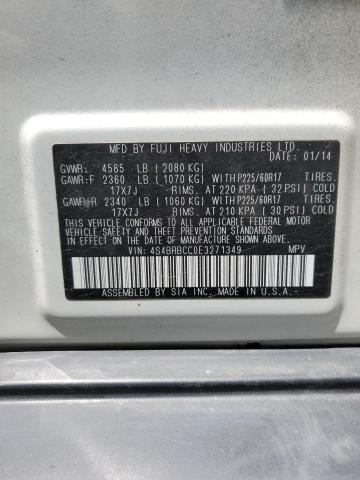 MFD BY FUJI HEAVY INDUSTRIES LTD.
DATE: 01/14
GVWR: 4585 LB (2080 KG)
GAWR:F 2360 LB (1070 KG) WITH P225/60R17 TIRES.
17X7J RIMS. AT 220 KPA (32 PSI) COLD
GAWR:R 2340 LB (1060 KG) WITH P225/60R17 TIRES.
17X7J RIMS. AT 210 KPA (30 PSI) COLD
THIS VEHICLE CONFORMS TO ALL APPLICABLE FEDERAL MOTOR
VEHICLE SAFETY STANDARDS IN EFFECT ON THE DATE OF
MANUFACTURE SHOWN ABOVE.
VIN: 4S4BRBCC0E3271349 MPV
ASSEMBLED BY SIA INC. MADE IN U.S.A.